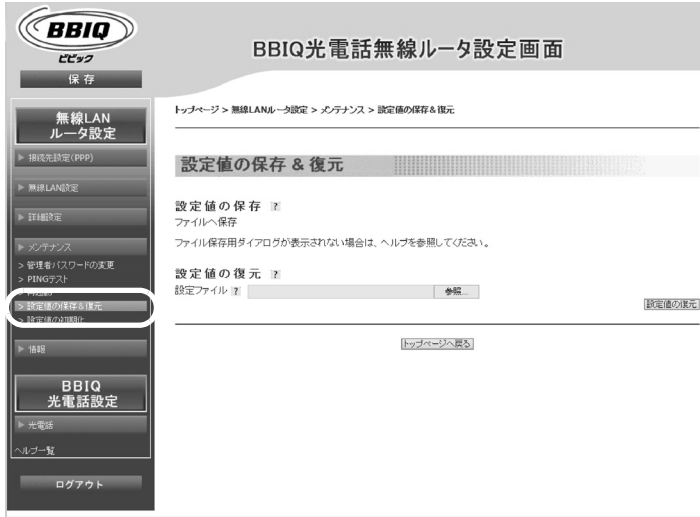 BBIQ
ビビック
BBIQ光電話無線ルータ設定画面
保存
トップページ > 無線LANルータ設定 > メンテナンス > 設定値の保存&復元
無線LAN
ルータ設定
▶ 接続先設定(PPP)
▶ 無線LAN設定
▶ 詳細設定
▶ メンテナンス
> 管理者パスワードの変更
> PINGテスト
> 設定値の保存&復元
> 設定値の初期化
▶ 情報
BBIQ
光電話設定
▶ 光電話
ヘルプ一覧
ログアウト
設定値の保存 & 復元
設定値の保存 ?
ファイルへ保存
ファイル保存用ダイアログが表示されない場合は、ヘルプを参照してください。
設定値の復元 ?
設定ファイル ? 参照...
設定値の復元
トップページへ戻る